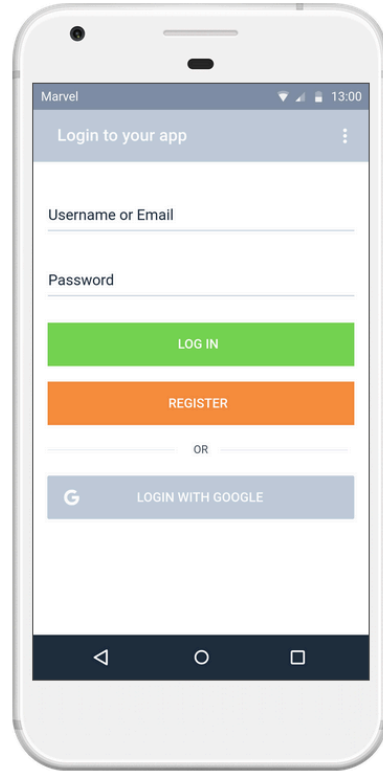 Marvel 13:00
Login to your app
Username or Email
Password
LOG IN
REGISTER
OR
G LOGIN WITH GOOGLE